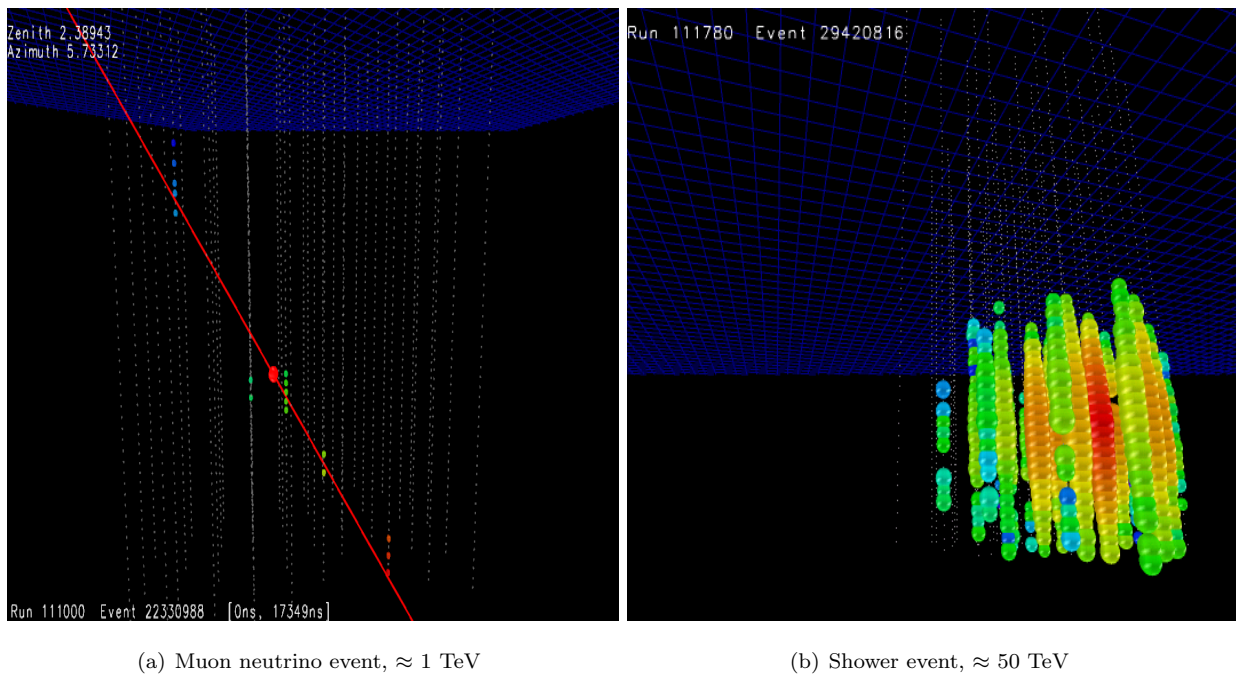 Zenith 2.38943
Azimuth 5.73312
Run 111000 Event 22330988 [0ns, 17349ns]
Run 111780 Event 29420816
(a) Muon neutrino event, ≈ 1 TeV
(b) Shower event, ≈ 50 TeV